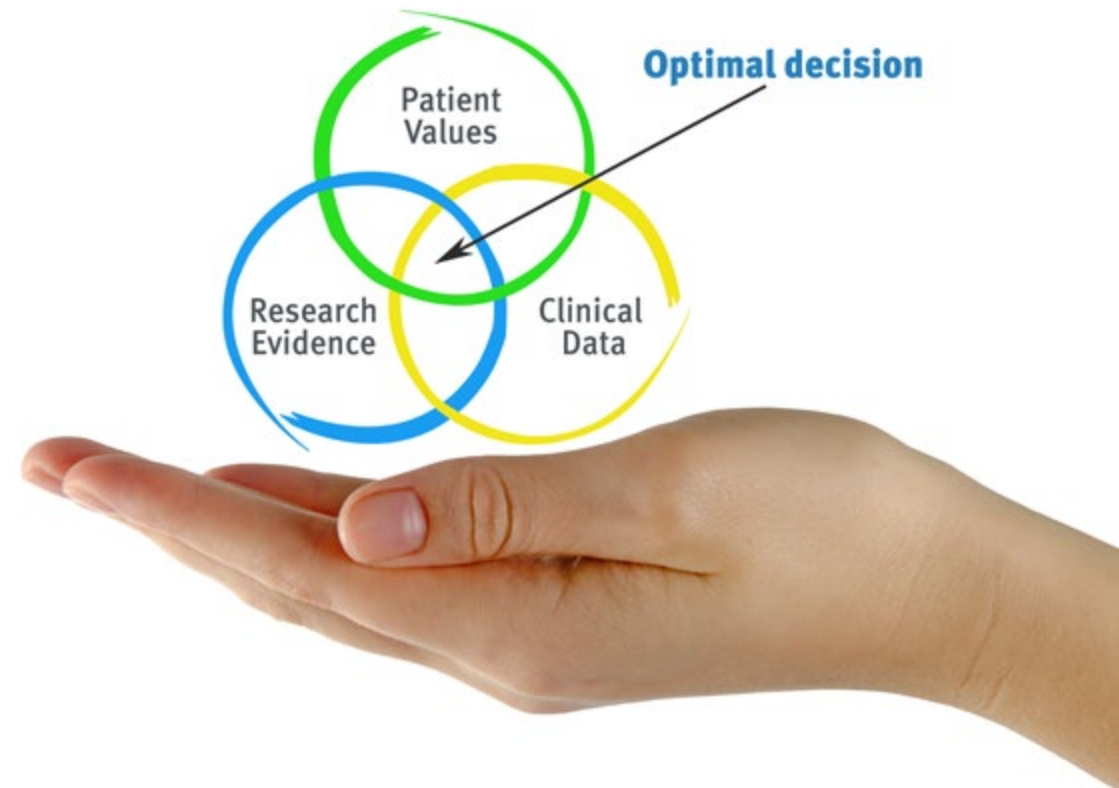 Optimal decision
Patient
Values
Research
Evidence
Clinical
Data